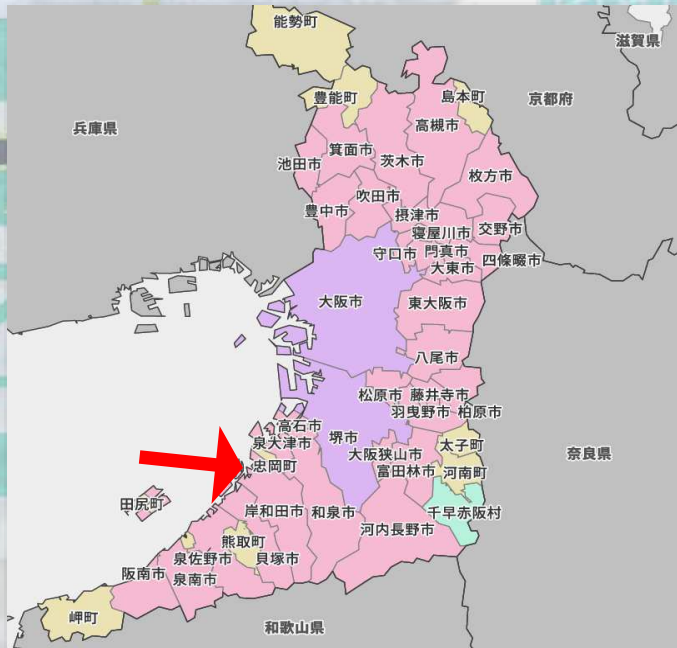 能勢町
滋賀県
豊能町
島本町
京都府
高槻市
兵庫県
箕面市
茨木市
池田市
枚方市
吹田市
豊中市
摂津市
寝屋川市
交野市
守口市
門真市
大東市
四條畷市
大阪市
東大阪市
八尾市
松原市
藤井寺市
羽曳野市
柏原市
高石市
堺市
泉大津市
太子町
大阪狭山市
奈良県
忠岡町
富田林市
河南町
田尻町
岸和田市
和泉市
千早赤阪村
河内長野市
熊取町
泉佐野市
貝塚市
阪南市
泉南市
岬町
和歌山県